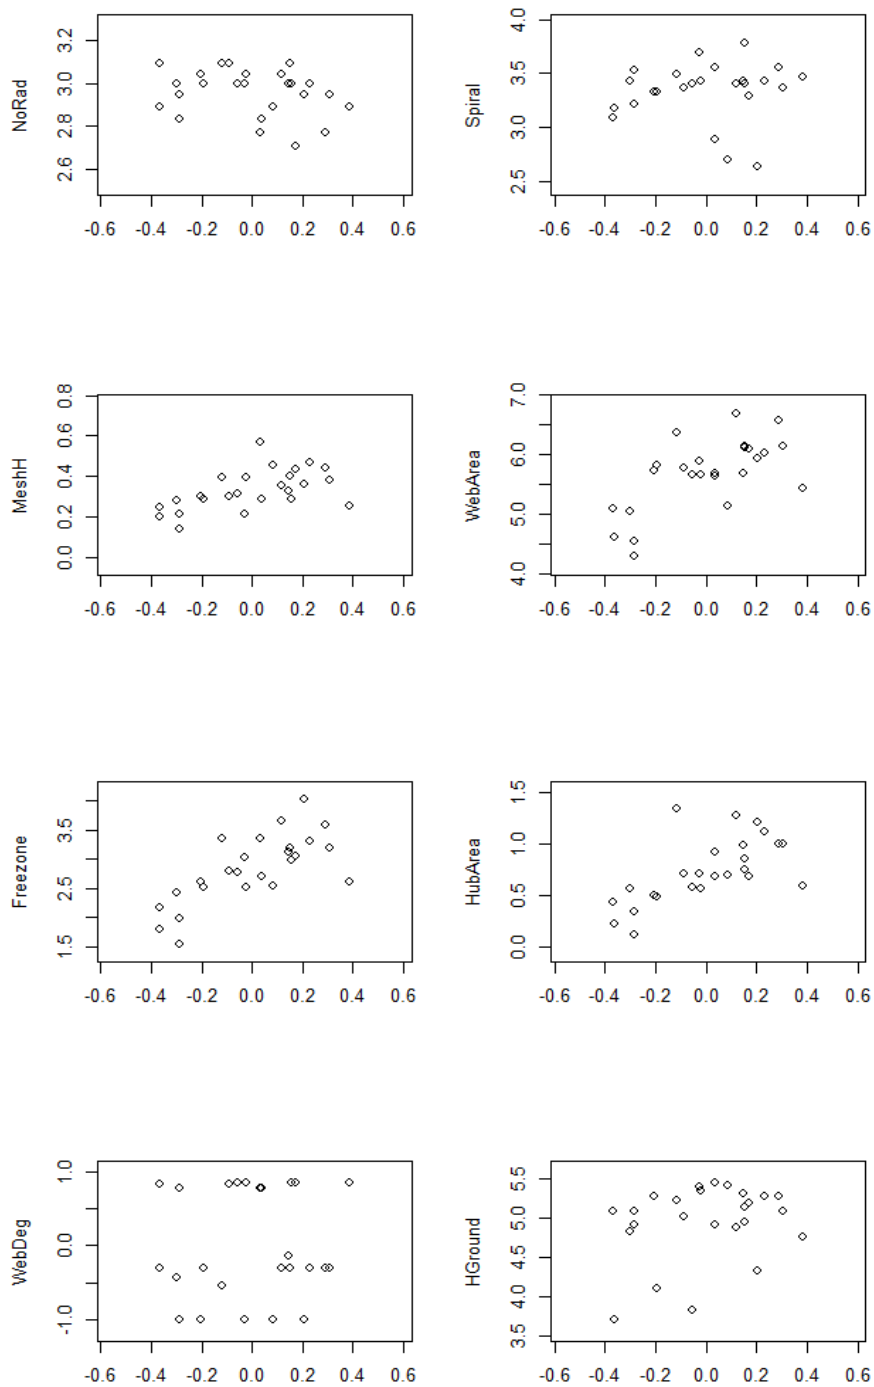 NoRad
2.6 2.8 3.0 3.2
-0.6 -0.4 -0.2 0.0 0.2 0.4 0.6
Spiral
2.5 3.0 3.5 4.0
-0.6 -0.4 -0.2 0.0 0.2 0.4 0.6
MeshH
0.0 0.2 0.4 0.6 0.8
-0.6 -0.4 -0.2 0.0 0.2 0.4 0.6
WebArea
4.0 5.0 6.0 7.0
-0.6 -0.4 -0.2 0.0 0.2 0.4 0.6
Freezone
1.5 2.5 3.5
-0.6 -0.4 -0.2 0.0 0.2 0.4 0.6
HubArea
0.0 0.5 1.0 1.5
-0.6 -0.4 -0.2 0.0 0.2 0.4 0.6
WebDeg
-1.0 0.0 1.0
-0.6 -0.4 -0.2 0.0 0.2 0.4 0.6
HGround
3.5 4.0 4.5 5.0 5.5
-0.6 -0.4 -0.2 0.0 0.2 0.4 0.6